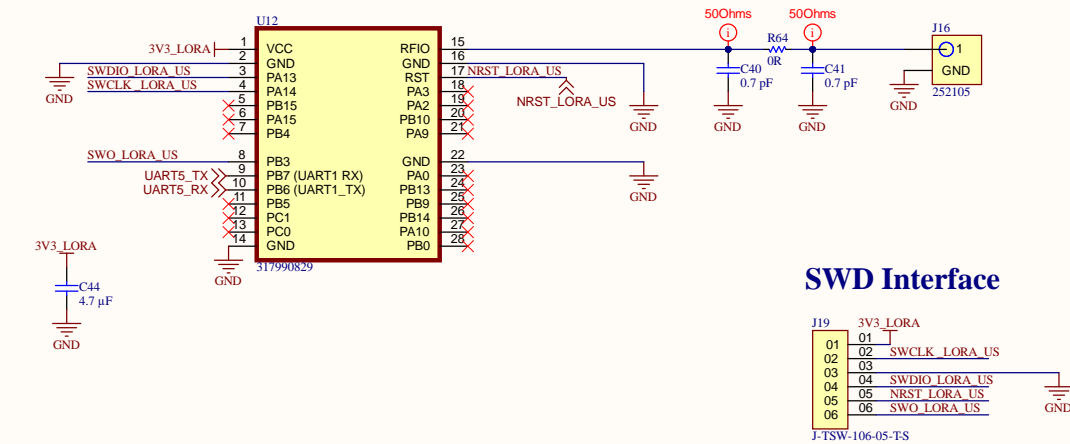 U12
3V3_LORA
1 VCC
2 GND
GND
SWDIO_LORA_US 3 PA13
SWCLK_LORA_US 4 PA14
5 PB15
6 PA15
7 PB4
SWO_LORA_US 8 PB3
UART5_TX 9 PB7 (UART1 RX)
UART5_RX 10 PB6 (UART1_TX)
11 PB5
12 PC1
13 PC0
14 GND
GND
317990829
RFIO 15
GND 16
RST 17 NRST_LORA_US
NRST_LORA_US
PA3 18
PA2 19
PB10 20
PA9 21
GND
GND 22
PA0 23
PB13 24
PB9 25
PB14 26
PA10 27
PB0 28
GND
50Ohms
50Ohms
i
i
R64
0R
C40
0.7 pF
GND
C41
0.7 pF
GND
J16
1
GND
252105
GND
3V3_LORA
C44
4.7 µF
GND
SWD Interface
J19
3V3_LORA
01 01
02 02 SWCLK_LORA_US
03 03
04 04 SWDIO_LORA_US
05 05 NRST_LORA_US
06 06 SWO_LORA_US
GND
J-TSW-106-05-T-S